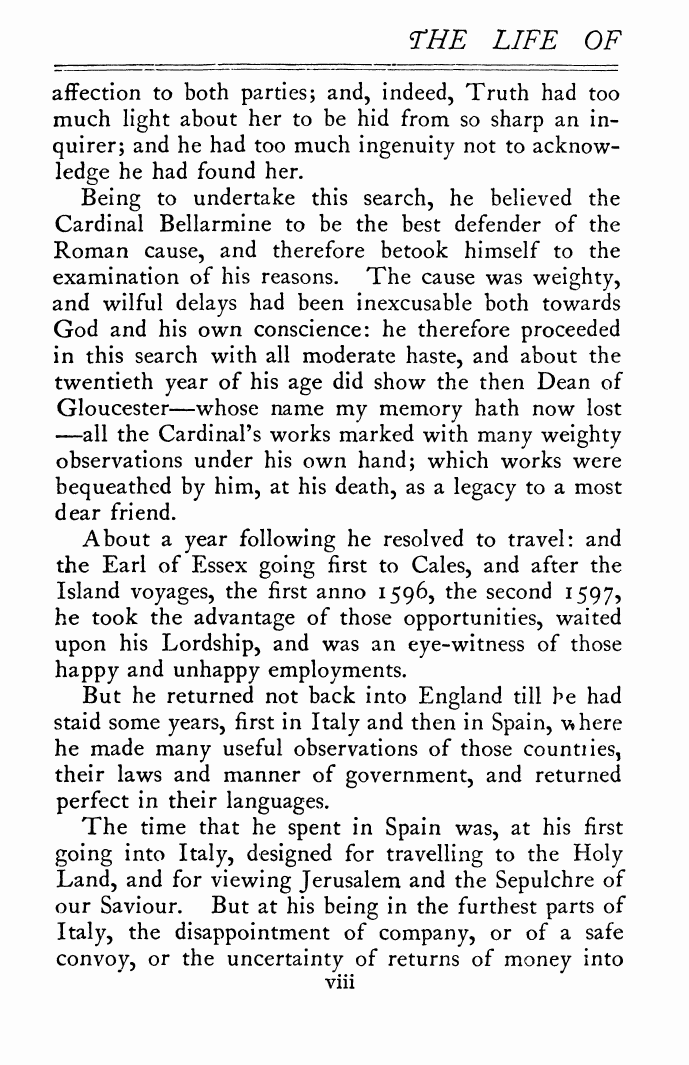 THE LIFE OF
affection to both parties; and, indeed, Truth had too
much light about her to be hid from so sharp an in-
quirer; and he had too much ingenuity not to acknow-
ledge he had found her.
Being to undertake this search, he believed the
Cardinal Bellarmine to be the best defender of the
Roman cause, and therefore betook himself to the
examination of his reasons. The cause was weighty,
and wilful delays had been inexcusable both towards
God and his own conscience: he therefore proceeded
in this search with all moderate haste, and about the
twentieth year of his age did show the then Dean of
Gloucester—whose name my memory hath now lost
—all the Cardinal's works marked with many weighty
observations under his own hand; which works were
bequeathed by him, at his death, as a legacy to a most
dear friend.
About a year following he resolved to travel: and
the Earl of Essex going first to Cales, and after the
Island voyages, the first anno 1596, the second 1597,
he took the advantage of those opportunities, waited
upon his Lordship, and was an eye-witness of those
happy and unhappy employments.
But he returned not back into England till he had
staid some years, first in Italy and then in Spain, where
he made many useful observations of those countries,
their laws and manner of government, and returned
perfect in their languages.
The time that he spent in Spain was, at his first
going into Italy, designed for travelling to the Holy
Land, and for viewing Jerusalem and the Sepulchre of
our Saviour. But at his being in the furthest parts of
Italy, the disappointment of company, or of a safe
convoy, or the uncertainty of returns of money into
viii